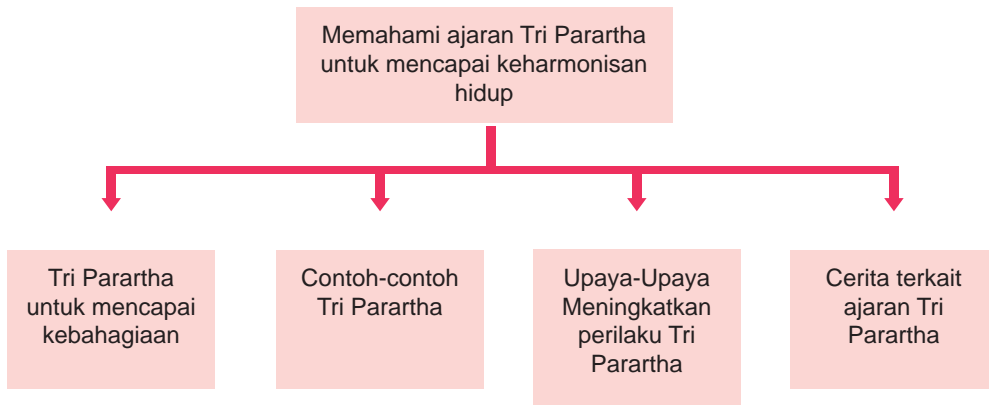 Memahami ajaran Tri Parartha
untuk mencapai keharmonisan
hidup
Tri Parartha
untuk mencapai
kebahagiaan
Contoh-contoh
Tri Parartha
Upaya-Upaya
Meningkatkan
perilaku Tri
Parartha
Cerita terkait
ajaran Tri
Parartha